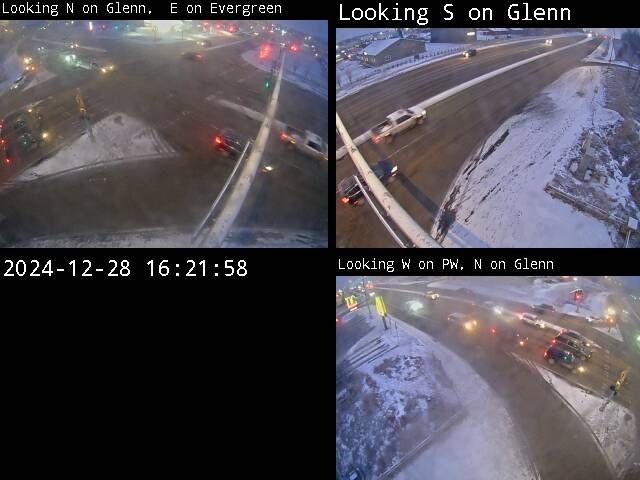 Looking N on Glenn,  E on Evergreen
Looking S on Glenn
2024-12-28 16:21:58
Looking W on PW, N on Glenn